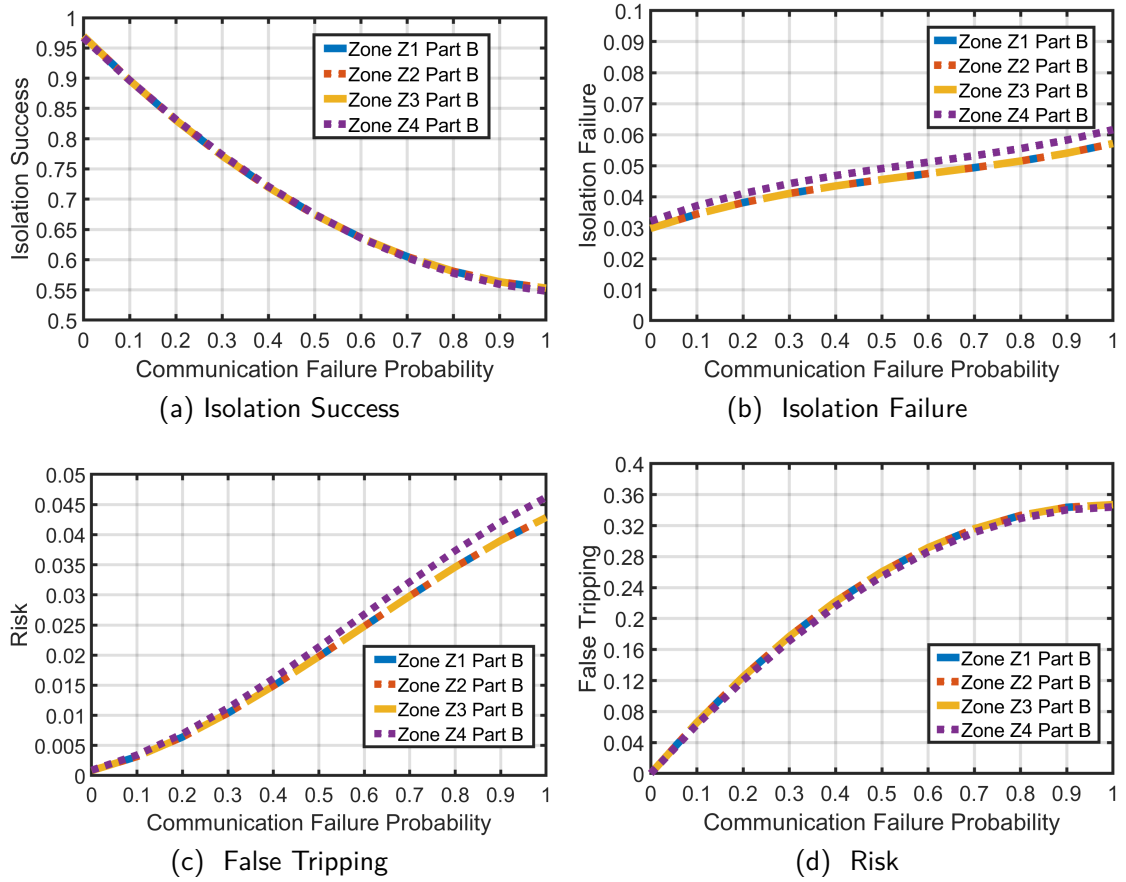 1
0.95
0.9
0.85
0.8
0.75
0.7
0.65
0.6
0.55
0.5
Isolation Success
Zone Z1 Part B
Zone Z2 Part B
Zone Z3 Part B
Zone Z4 Part B
0 0.1 0.2 0.3 0.4 0.5 0.6 0.7 0.8 0.9 1
Communication Failure Probability
(a) Isolation Success
0.1
0.09
0.08
0.07
0.06
0.05
0.04
0.03
0.02
0.01
0
Isolation Failure
Zone Z1 Part B
Zone Z2 Part B
Zone Z3 Part B
Zone Z4 Part B
0 0.1 0.2 0.3 0.4 0.5 0.6 0.7 0.8 0.9 1
Communication Failure Probability
(b) Isolation Failure
0.05
0.045
0.04
0.035
0.03
0.025
0.02
0.015
0.01
0.005
0
Risk
Zone Z1 Part B
Zone Z2 Part B
Zone Z3 Part B
Zone Z4 Part B
0 0.1 0.2 0.3 0.4 0.5 0.6 0.7 0.8 0.9 1
Communication Failure Probability
(c) False Tripping
0.4
0.36
0.32
0.28
0.24
0.2
0.16
0.12
0.08
0.04
0
False Tripping
Zone Z1 Part B
Zone Z2 Part B
Zone Z3 Part B
Zone Z4 Part B
0 0.1 0.2 0.3 0.4 0.5 0.6 0.7 0.8 0.9 1
Communication Failure Probability
(d) Risk